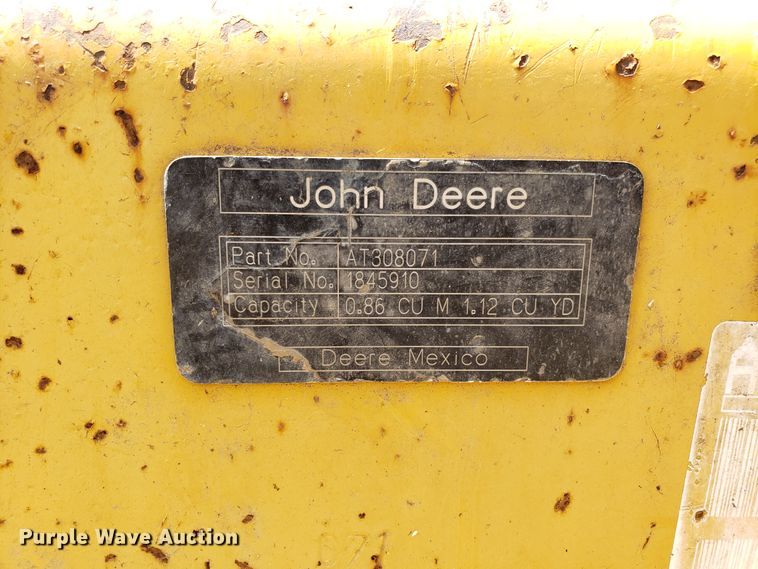 John Deere
Part No. AT308071
Serial No. 1845910
Capacity 0.86 CU M 1.12 CU YD
Deere Mexico
A
Purple Wave Auction